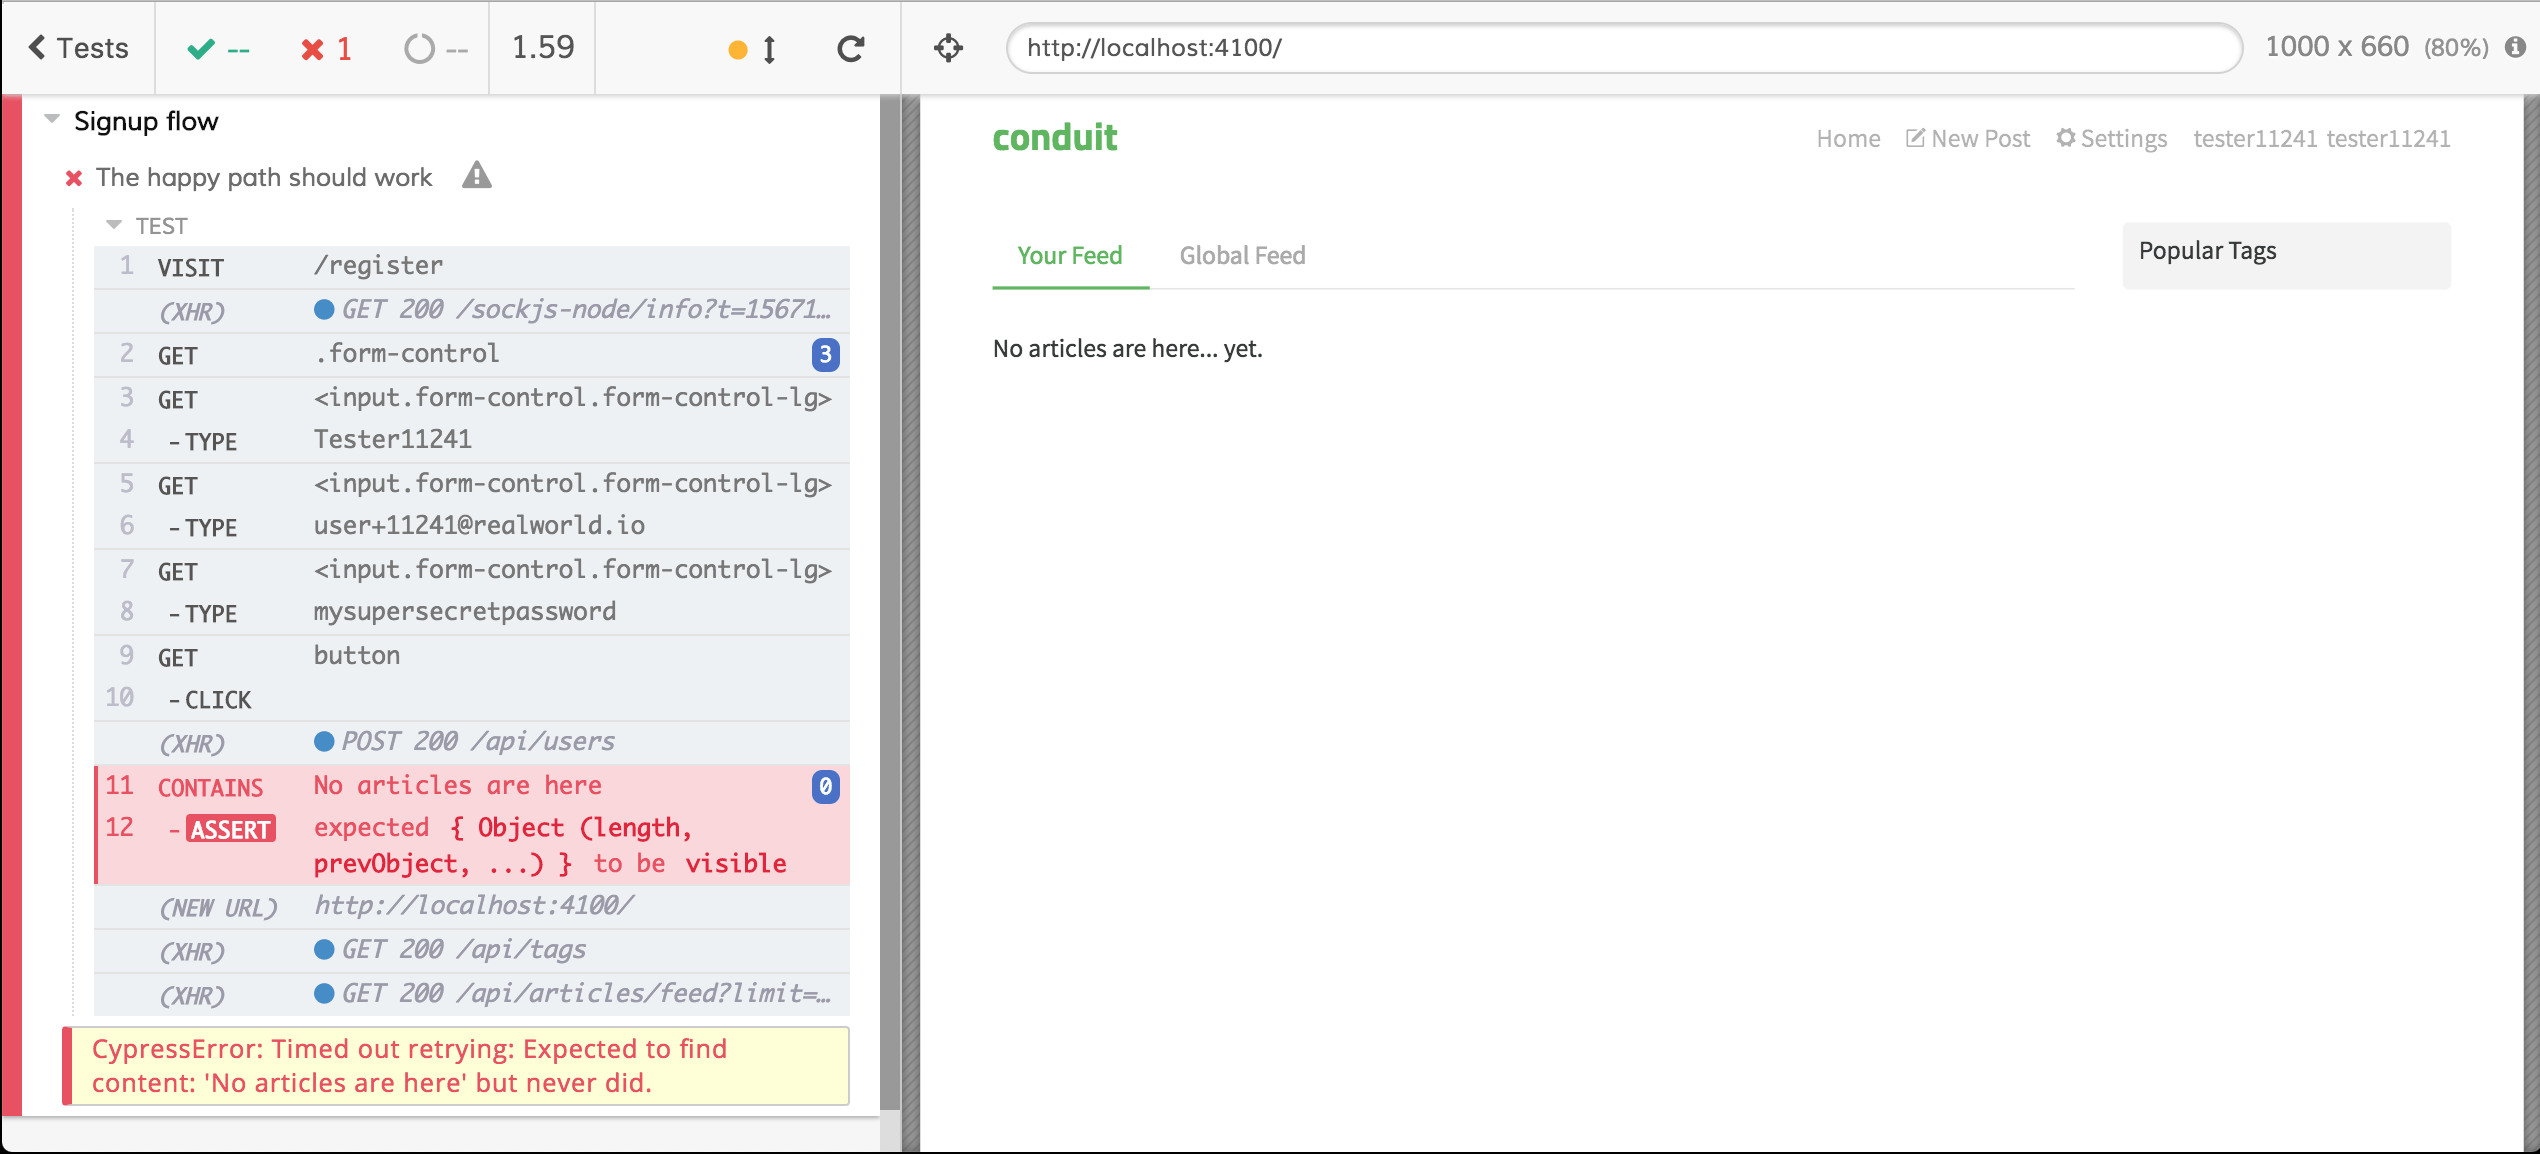 Tests
--
1
--
1.59
http://localhost:4100/
1000 x 660 (80%)
Signup flow
The happy path should work
TEST
1 VISIT /register
(XHR) GET 200 /sockjs-node/info?t=15671…
2 GET .form-control 3
3 GET <input.form-control.form-control-lg>
4 -TYPE Tester11241
5 GET <input.form-control.form-control-lg>
6 -TYPE user+11241@realworld.io
7 GET <input.form-control.form-control-lg>
8 -TYPE mysupersecretpassword
9 GET button
10 -CLICK
(XHR) POST 200 /api/users
11 CONTAINS No articles are here 0
12 -ASSERT expected { Object (length,
prevObject, ...) } to be visible
(NEW URL) http://localhost:4100/
(XHR) GET 200 /api/tags
(XHR) GET 200 /api/articles/feed?limit=…
CypressError: Timed out retrying: Expected to find
content: 'No articles are here' but never did.
conduit
Home New Post Settings tester11241 tester11241
Your Feed Global Feed
Popular Tags
No articles are here... yet.